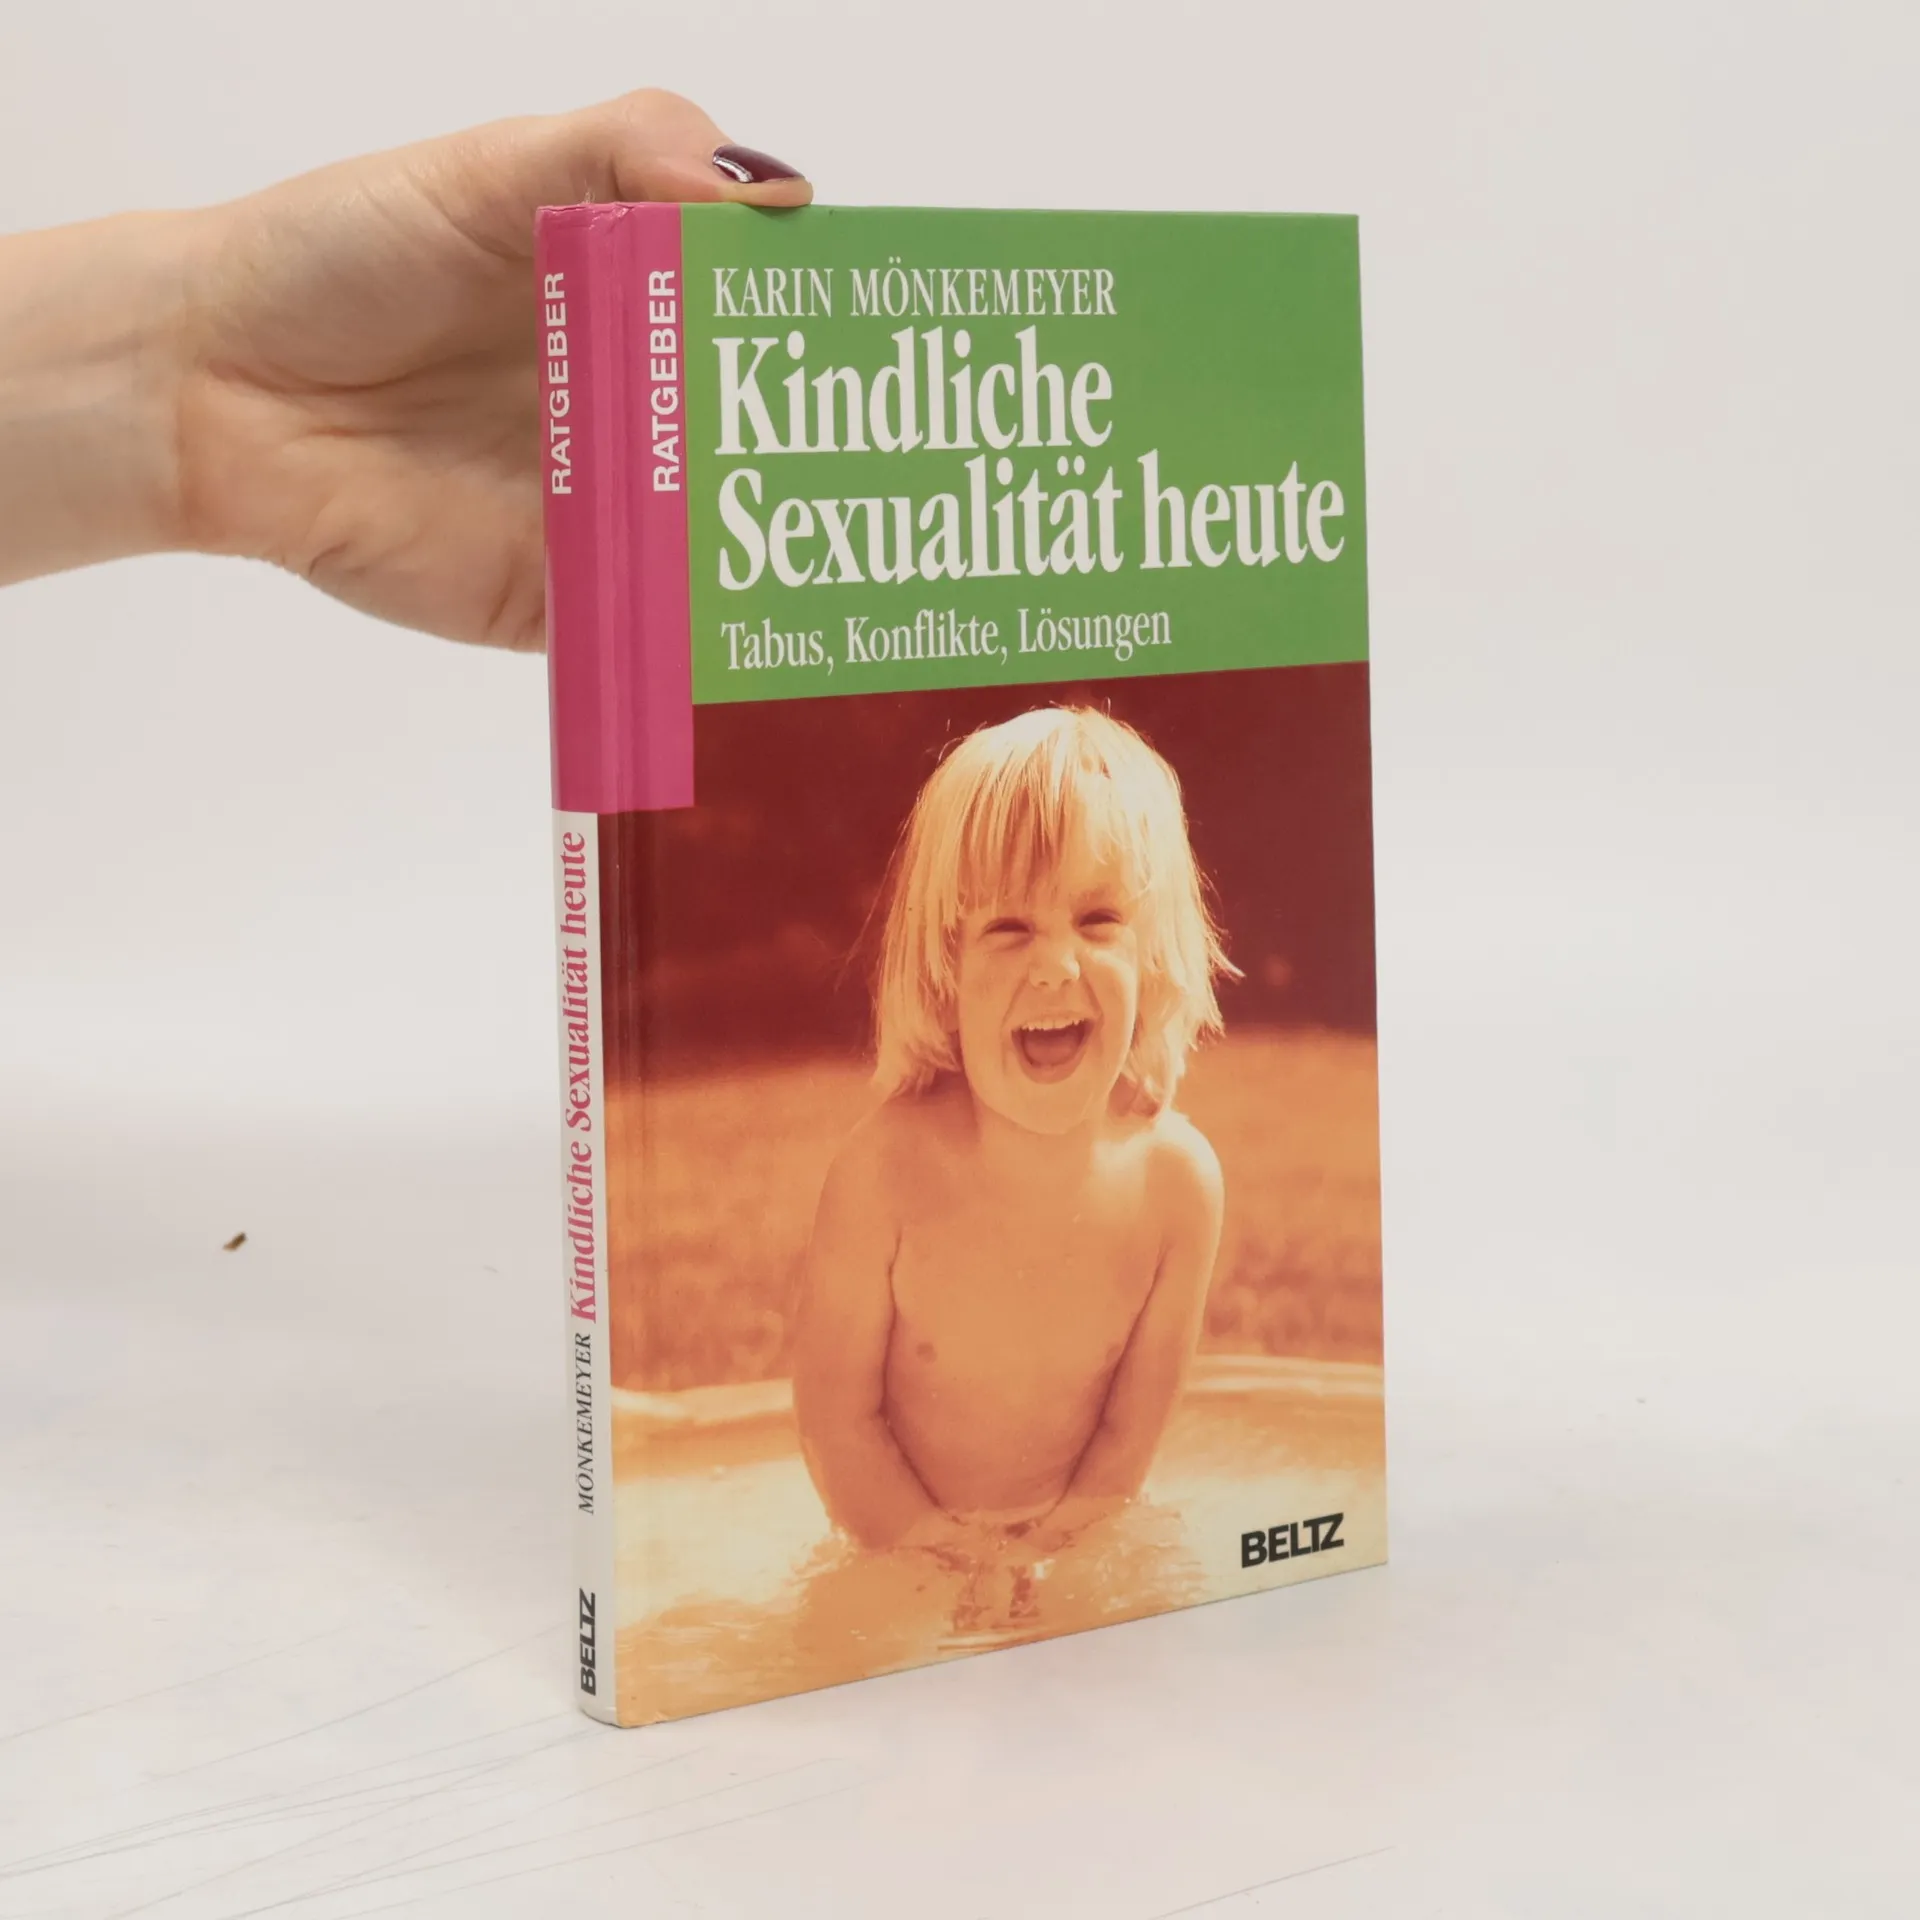 KARIN MÖNKEMEYER
Kindliche
Sexualität heute
Tabus, Konflikte, Lösungen
RATGEBER
BELTZ
RATGEBER
MÖNKEMEYER Kindliche Sexualität heute
BELTZ